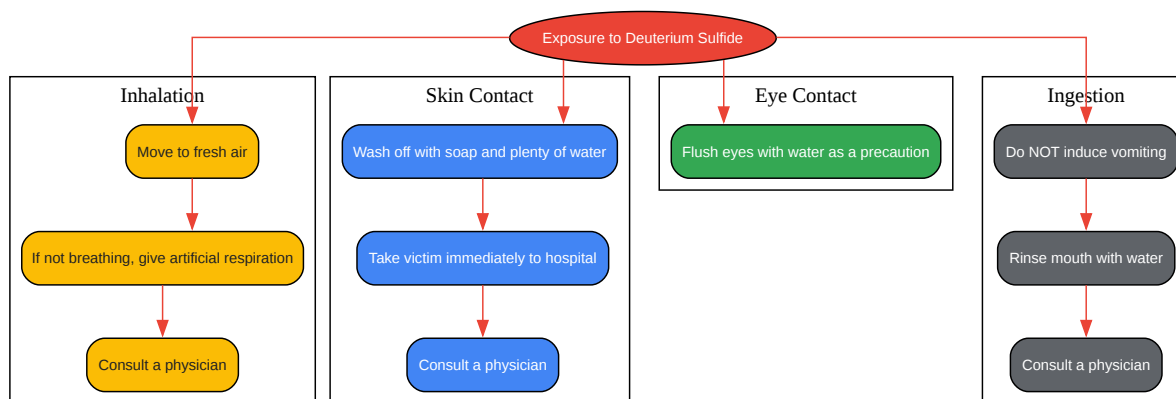 Exposure to Deuterium Sulfide
Inhalation
Move to fresh air
If not breathing, give artificial respiration
Consult a physician
Skin Contact
Wash off with soap and plenty of water
Take victim immediately to hospital
Consult a physician
Eye Contact
Flush eyes with water as a precaution
Ingestion
Do NOT induce vomiting
Rinse mouth with water
Consult a physician